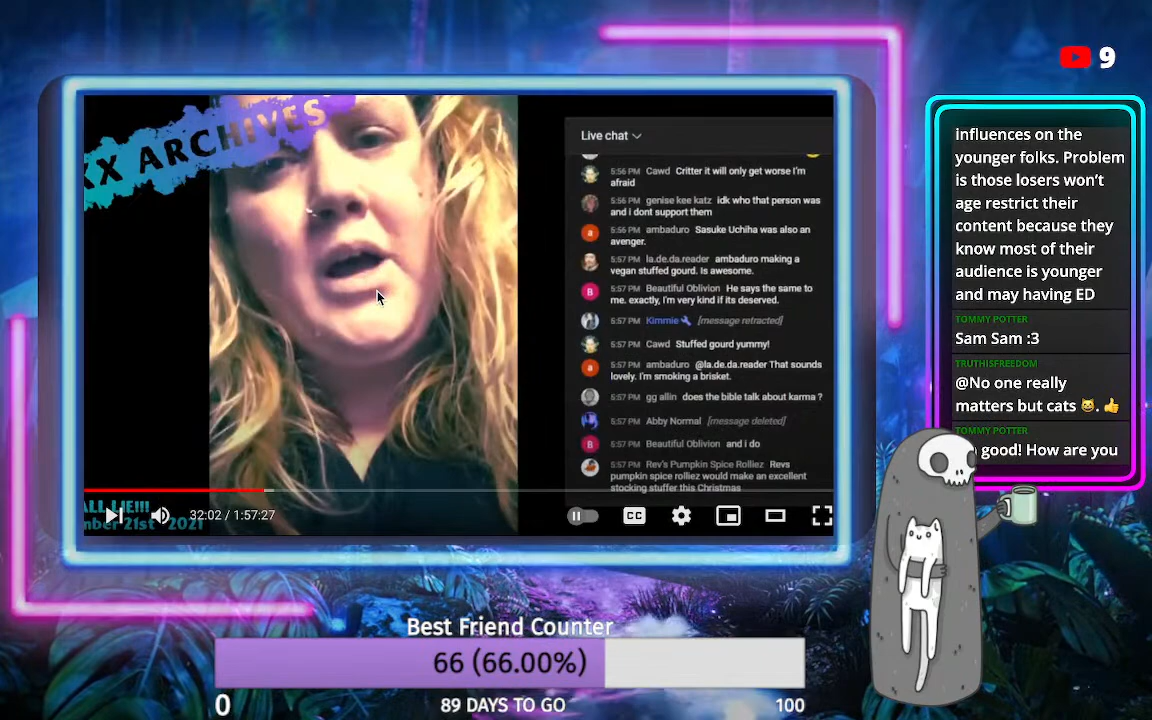 9
XX ARCHIVES
Live chat
5:56 PM Cawd Critter it will only get worse I'm
afraid
5:56 PM genise kee katz idk who that person was
and i dont support them
5:56 PM ambaduro Sasuke Uchiha was also an
avenger.
5:57 PM la.de.da.reader ambaduro making a
vegan stuffed gourd. Is awesome.
5:57 PM Beautiful Oblivion He says the same to
me. exactly, I'm very kind if its deserved.
5:57 PM Kimmie [message retracted]
5:57 PM Cawd Stuffed gourd yummy!
5:57 PM ambaduro @la.de.da.reader That sounds
lovely. I'm smoking a brisket.
5:57 PM gg allin does the bible talk about karma ?
5:57 PM Abby Normal [message deleted]
5:57 PM Beautiful Oblivion and i do
5:57 PM Rev's Pumpkin Spice Rolliez Revs
pumpkin spice rolliez would make an excellent
stocking stuffer this Christmas
ALL LIE!!!
mber 21st 2021
32:02 / 1:57:27
CC
influences on the
younger folks. Problem
is those losers won't
age restrict their
content because they
know most of their
audience is younger
and may having ED
TOMMY POTTER
Sam Sam :3
TRUTHISFREEDOM
@No one really
matters but cats 😺. 👍
TOMMY POTTER
good! How are you
Best Friend Counter
66 (66.00%)
0
89 DAYS TO GO
100